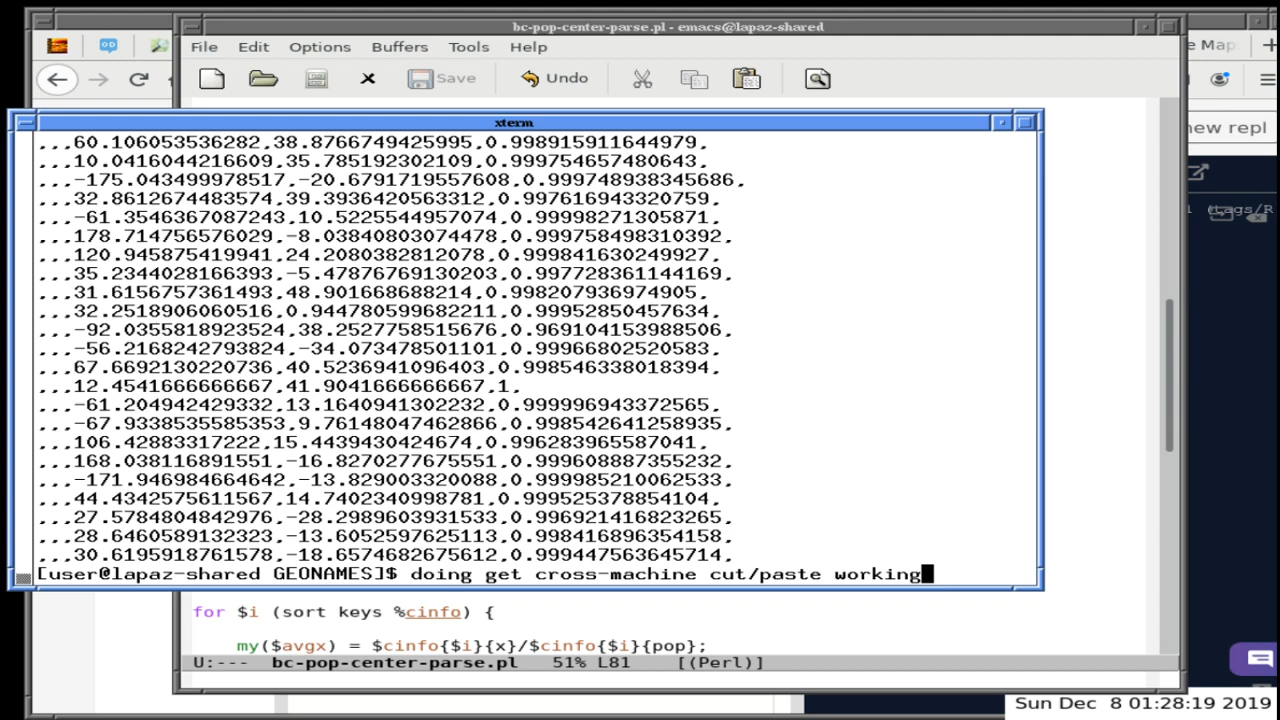 bc-pop-center-parse.pl - emacs@lapaz-shared
File Edit Options Buffers Tools Help
Save Undo
e Map
new repl
xterm
,,,60.106053536282,38.8766749425995,0.998915911644979,
,,,10.0416044216609,35.785192302109,0.999754657480643,
,,,-175.043499978517,-20.6791719557608,0.999748938345686,
,,,32.8612674483574,39.3936420563312,0.997616943320759,
,,,-61.3546367087243,10.5225544957074,0.99998271305871,
,,,178.714756576029,-8.03840803074478,0.999758498310392,
,,,120.945875419941,24.2080382812078,0.999841630249927,
,,,35.2344028166393,-5.47876769130203,0.997728361144169,
,,,31.6156757361493,48.901668688214,0.998207936974905,
,,,32.2518906060516,0.944780599682211,0.99952850457634,
,,,-92.0355818923524,38.2527758515676,0.969104153988506,
,,,-56.2168242793824,-34.073478501101,0.99966802520583,
,,,67.6692130220736,40.5236941096403,0.998546338018394,
,,,12.4541666666667,41.9041666666667,1,
,,,-61.204942429332,13.1640941302232,0.999996943372565,
,,,-67.9338535585353,9.76148047462866,0.998542641258935,
,,,106.42883317222,15.4439430424674,0.996283965587041,
,,,168.038116891551,-16.8270277675551,0.999608887355232,
,,,-171.946984664642,-13.829003320088,0.999985210062533,
,,,44.4342575611567,14.7402340998781,0.999525378854104,
,,,27.5784804842976,-28.2989603931533,0.996921416823265,
,,,28.6460589132323,-13.6052597625113,0.998416896354158,
,,,30.6195918761578,-18.6574682675612,0.999447563645714,
[user@lapaz-shared GEONAMES]$ doing get cross-machine cut/paste working
for $i (sort keys %cinfo) {
my($avgx) = $cinfo{$i}{x}/$cinfo{$i}{pop};
U:--- bc-pop-center-parse.pl 51% L81 [(Perl)]
Sun Dec 8 01:28:19 2019